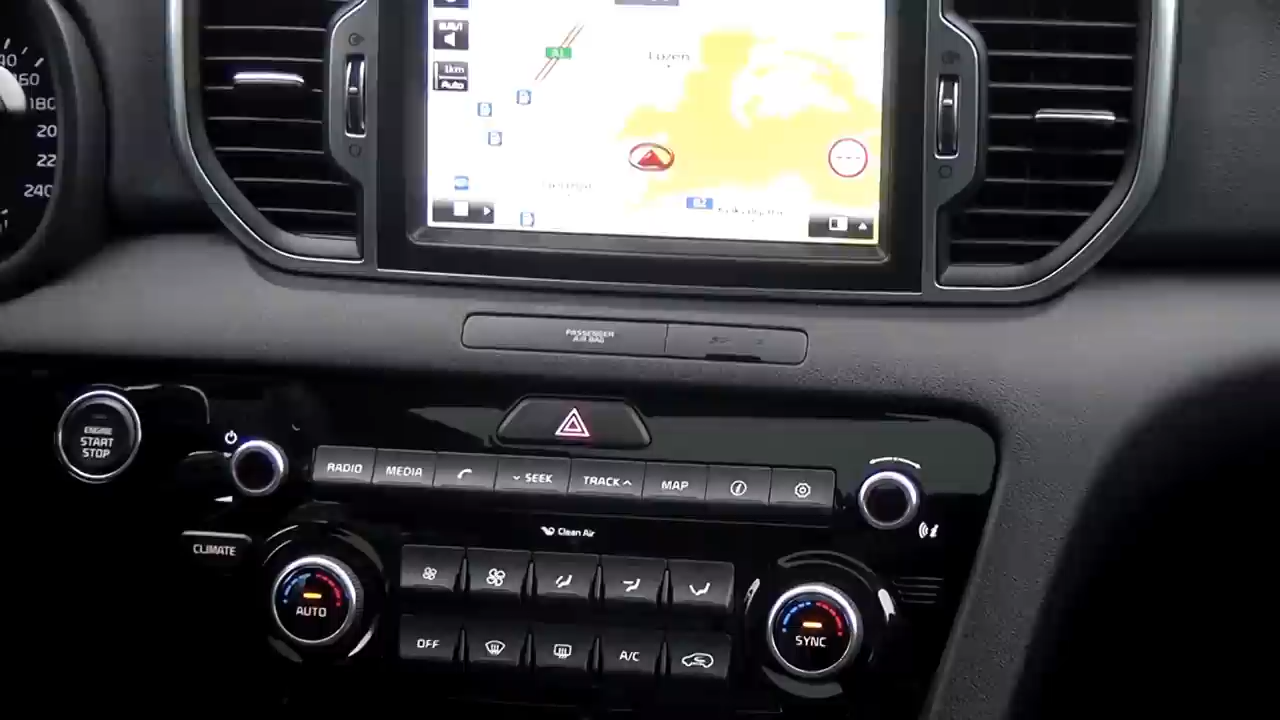 NAVI
1km
Auto
A1
Lozen
160
180
20
22
240
PASSENGER
AIR BAG
ENGINE
START
STOP
RADIO
MEDIA
SEEK
TRACK
MAP
Clean Air
CLIMATE
AUTO
SYNC
OFF
A/C